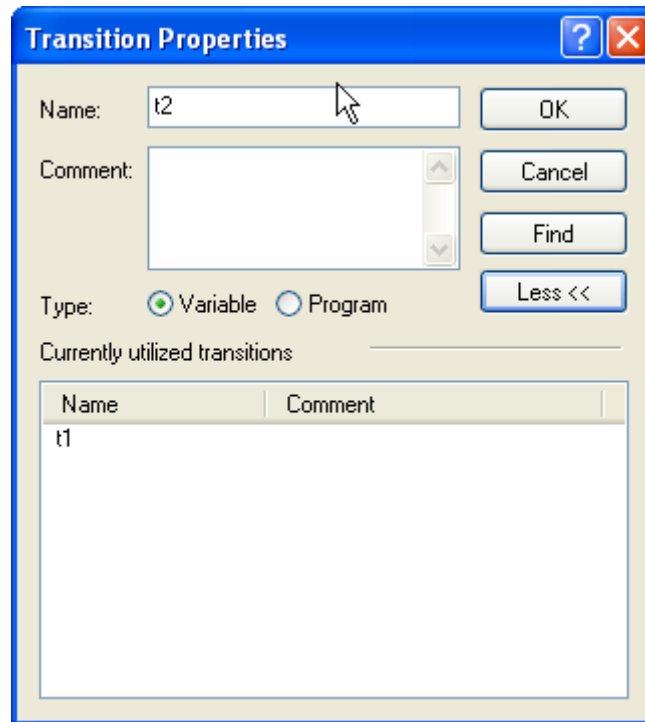 Transition Properties
?
Name: t2 OK
Comment: Cancel
Find
Type: Variable Program Less <<
Currently utilized transitions
Name Comment
t1